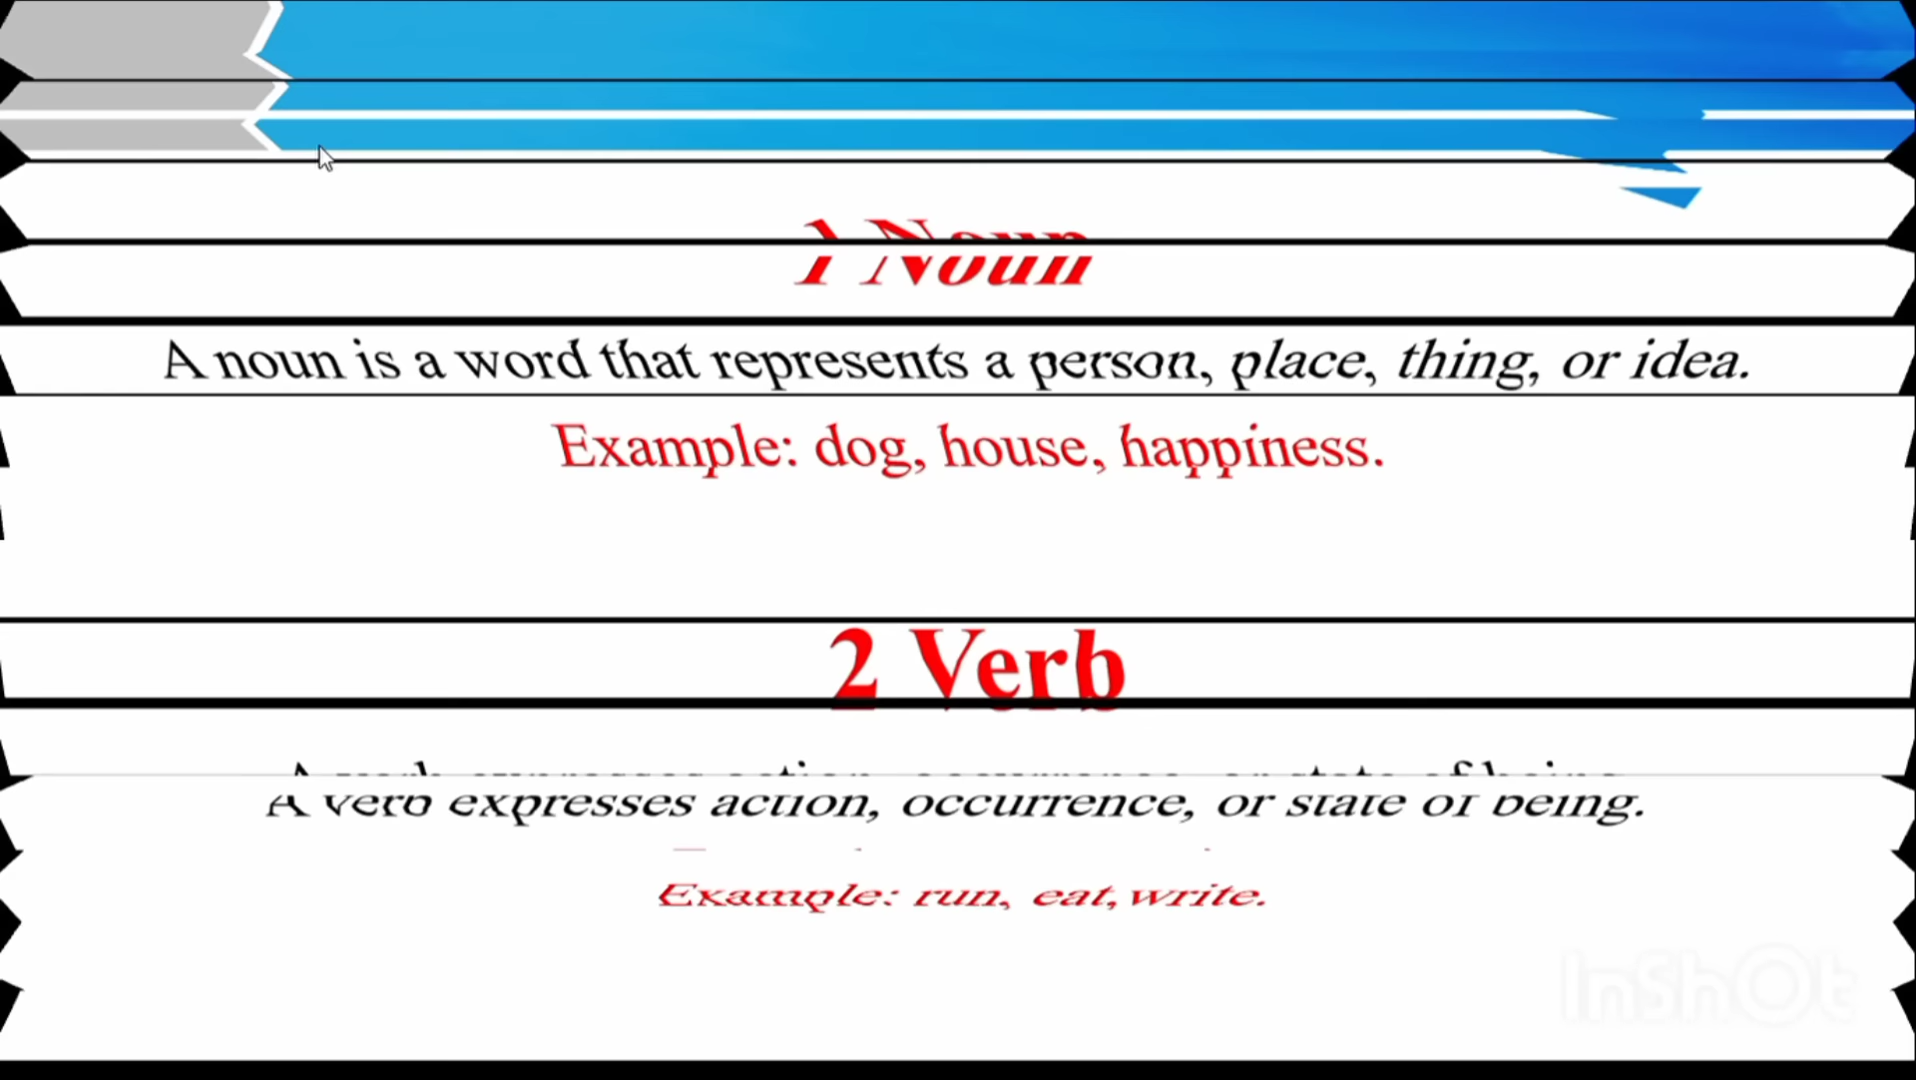 1 Noun
A noun is a word that represents a person, place, thing, or idea.
Example: dog, house, happiness.
2 Verb
A verb expresses action, occurrence, or state of being.
Example: run, eat, write.
InShOt